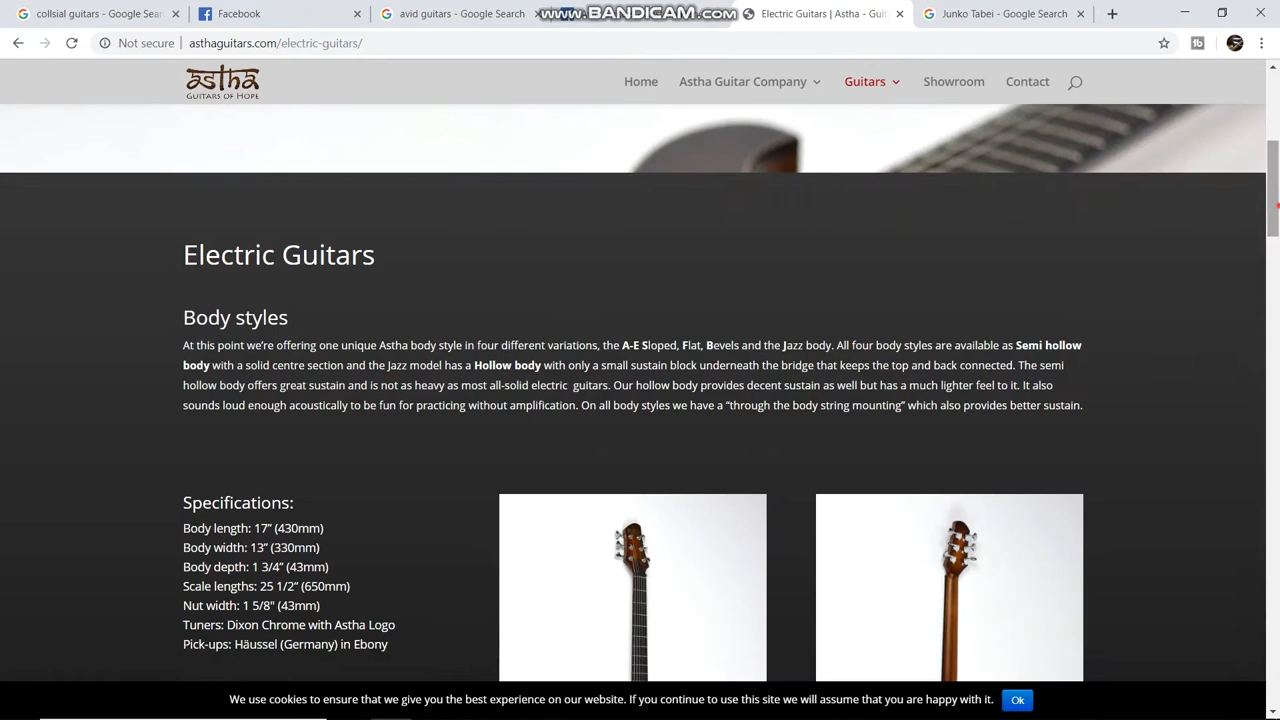 collsial guitars - Google Sear
Facebook
avid guitars - Google Search
www.BANDICAM.com
Electric Guitars | Astha - Guit
Junko Tabei - Google Search
Not secure
asthaguitars.com/electric-guitars/
astha
GUITARS OF HOPE
Home
Astha Guitar Company
Guitars
Showroom
Contact
Electric Guitars
Body styles
At this point we're offering one unique Astha body style in four different variations, the A-E Sloped, Flat, Bevels and the Jazz body. All four body styles are available as Semi hollow
body with a solid centre section and the Jazz model has a Hollow body with only a small sustain block underneath the bridge that keeps the top and back connected. The semi
hollow body offers great sustain and is not as heavy as most all-solid electric guitars. Our hollow body provides decent sustain as well but has a much lighter feel to it. It also
sounds loud enough acoustically to be fun for practicing without amplification. On all body styles we have a “through the body string mounting” which also provides better sustain.
Specifications:
Body length: 17” (430mm)
Body width: 13” (330mm)
Body depth: 1 3/4“ (43mm)
Scale lengths: 25 1/2“ (650mm)
Nut width: 1 5/8" (43mm)
Tuners: Dixon Chrome with Astha Logo
Pick-ups: Häussel (Germany) in Ebony
We use cookies to ensure that we give you the best experience on our website. If you continue to use this site we will assume that you are happy with it.
Ok